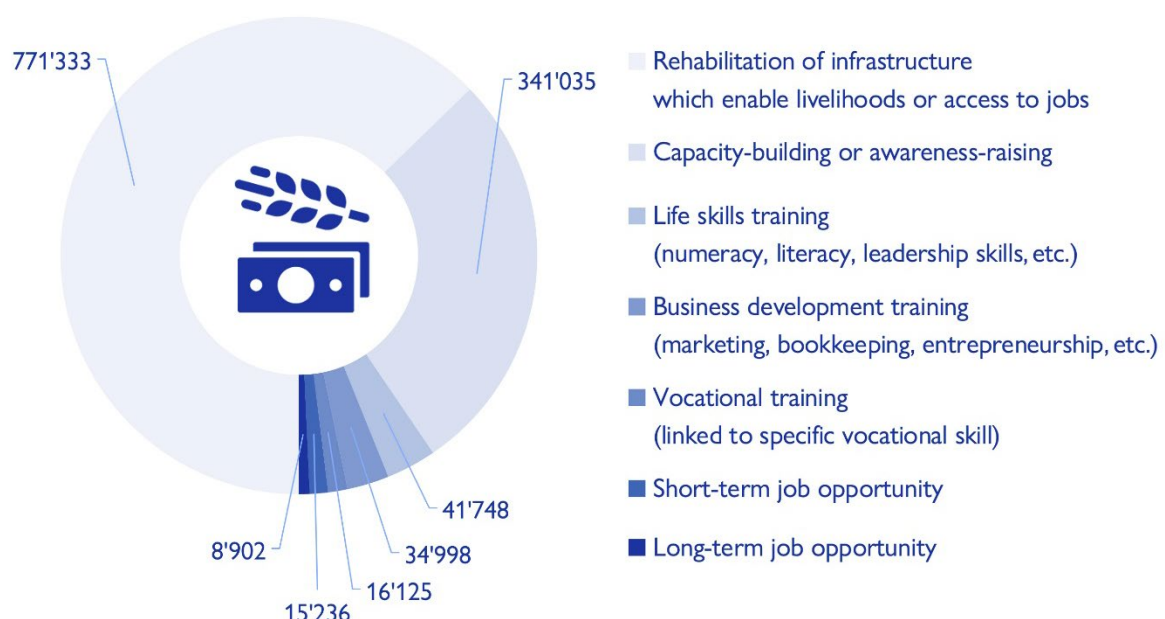 771'333
341'035
41'748
34'998
16'125
15'236
8'902
Rehabilitation of infrastructure
which enable livelihoods or access to jobs
Capacity-building or awareness-raising
Life skills training
(numeracy, literacy, leadership skills, etc.)
Business development training
(marketing, bookkeeping, entrepreneurship, etc.)
Vocational training
(linked to specific vocational skill)
Short-term job opportunity
Long-term job opportunity